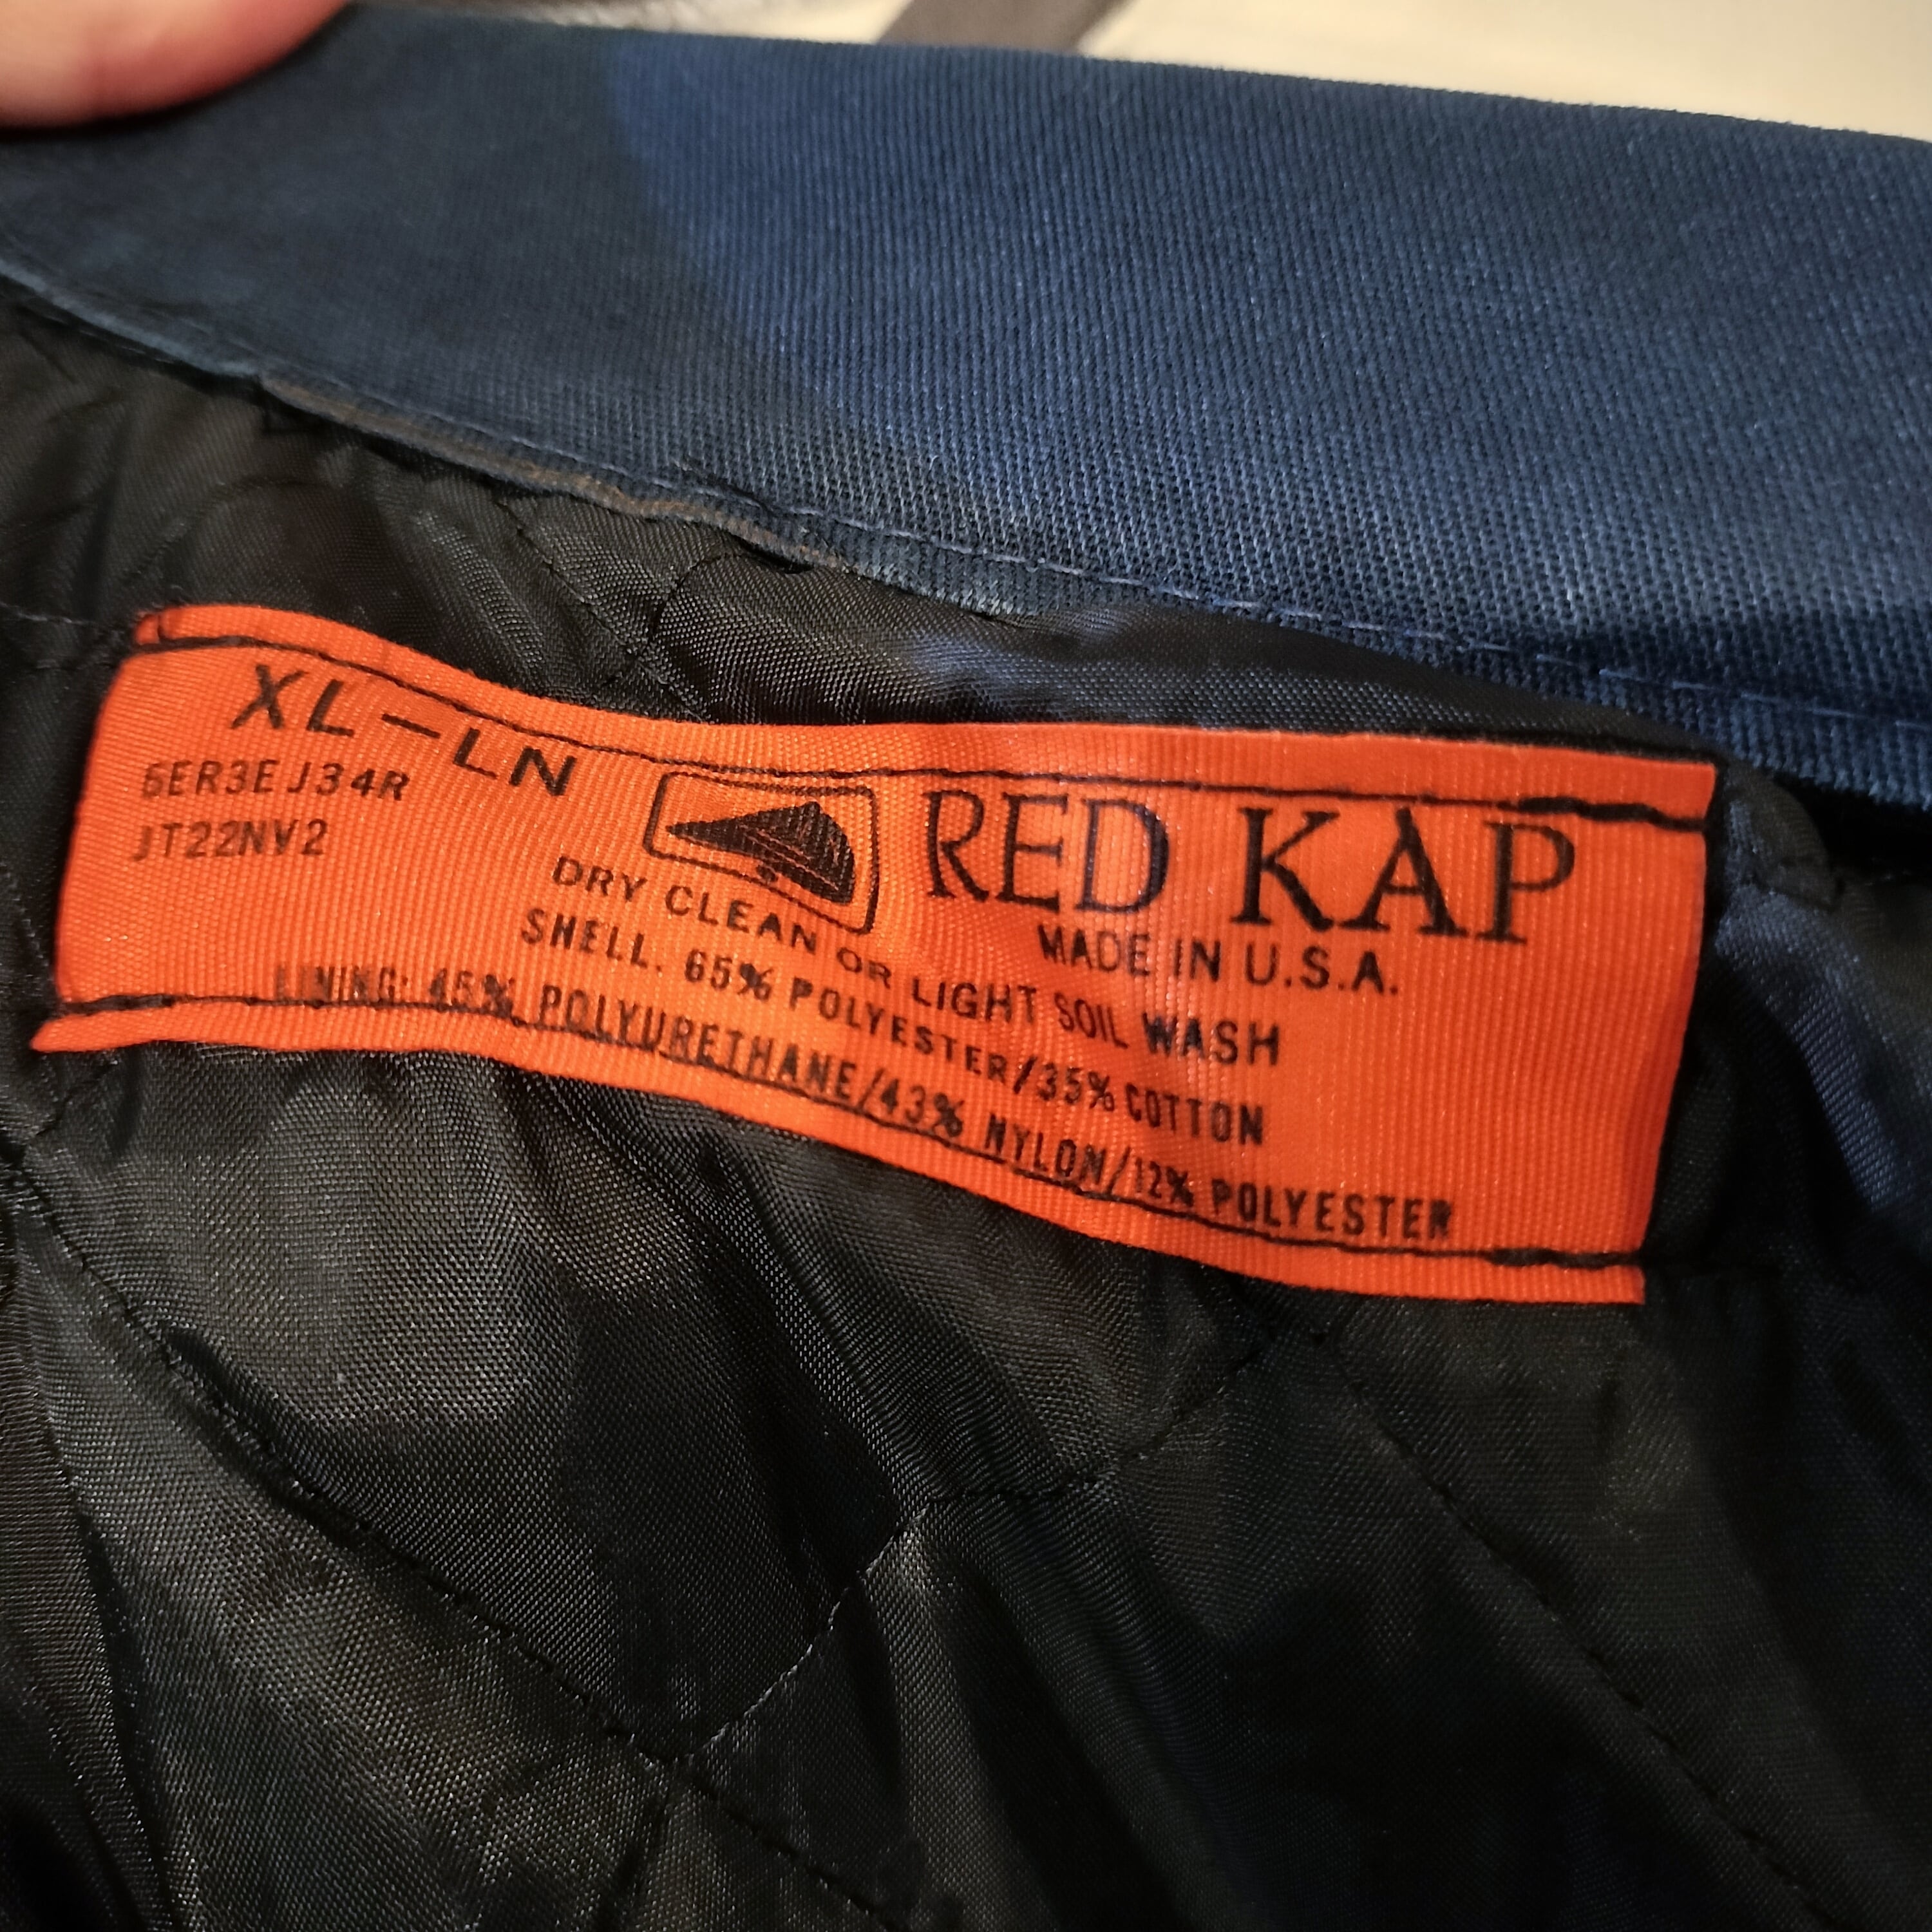 XL-LN
6ER3EJ34R
JT22NV2
RED KAP
MADE IN U.S.A.
DRY CLEAN OR LIGHT SOIL WASH
SHELL. 65% POLYESTER/35% COTTON
LINING: 45% POLYURETHANE/43% NYLON/12% POLYESTER